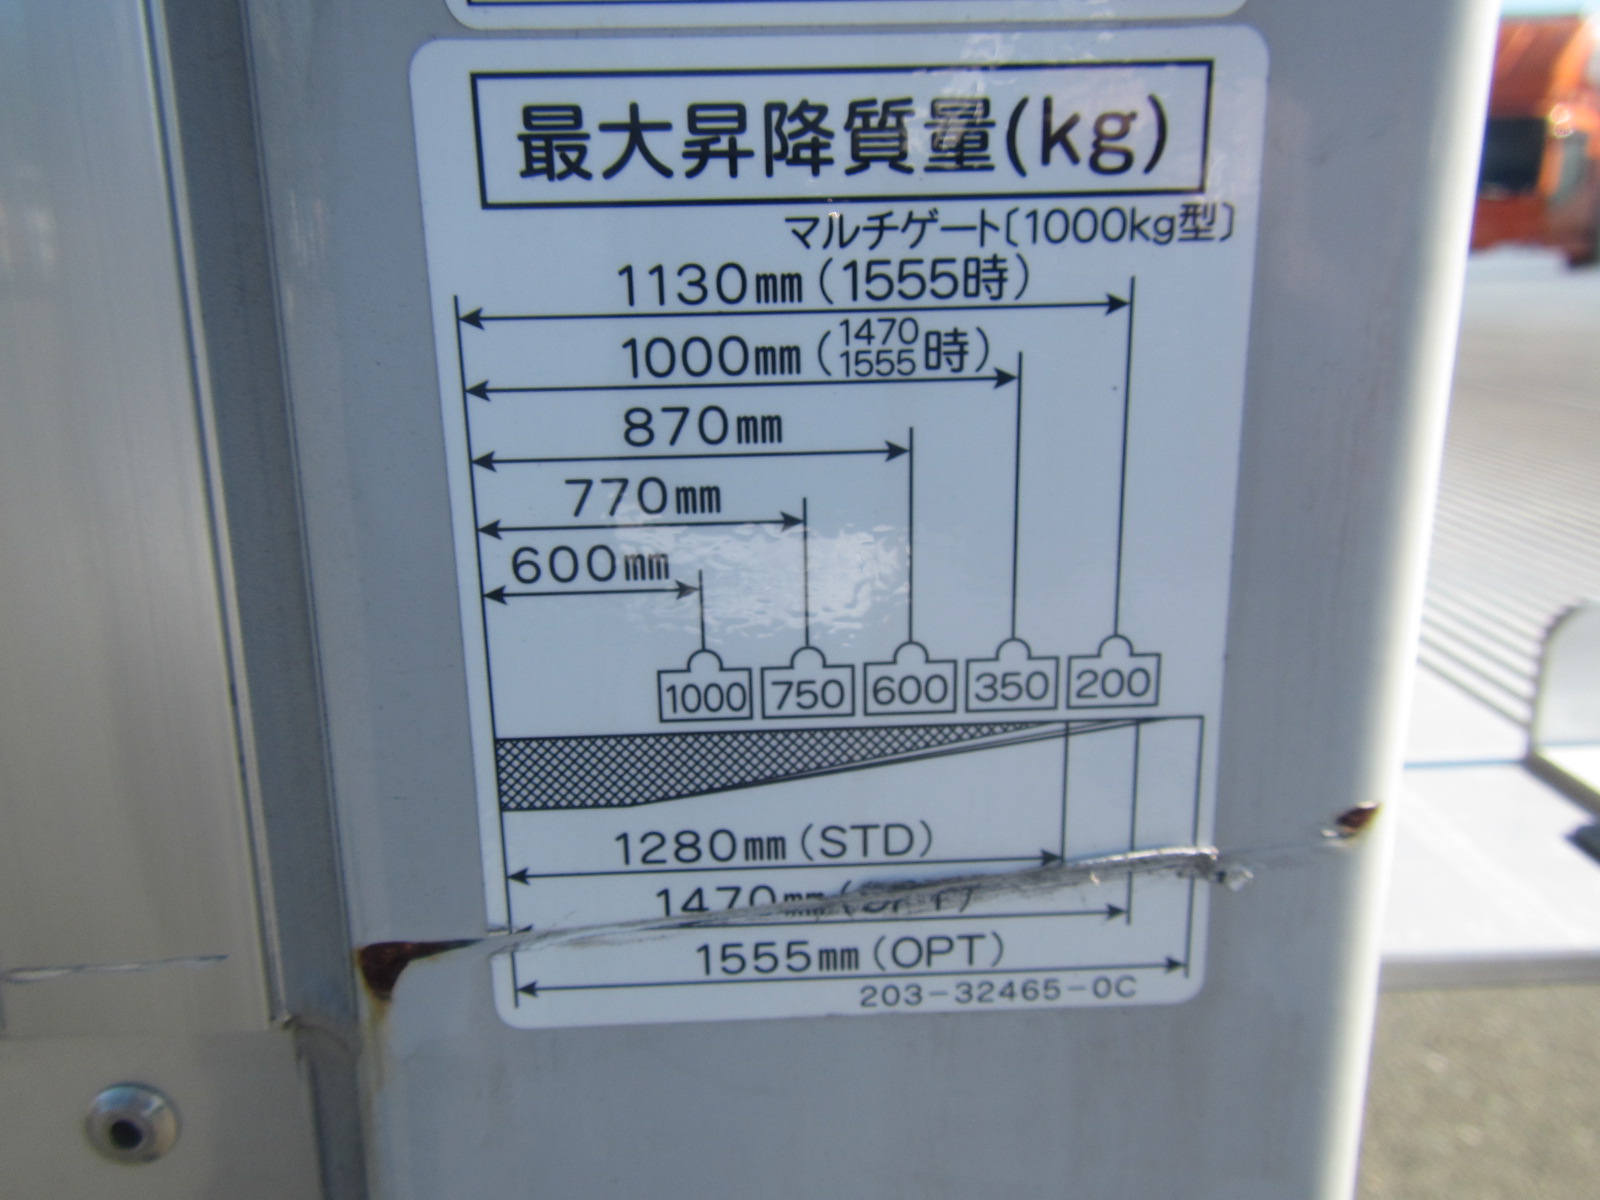 最大昇降質量(kg)
マルチゲート〔1000kg型〕
1130mm(1555時)
1000mm(1470 1555時)
870mm
770mm
600mm
1000 750 600 350 200
1280mm(STD)
1470mm
1555mm(OPT)
203-32465-0C